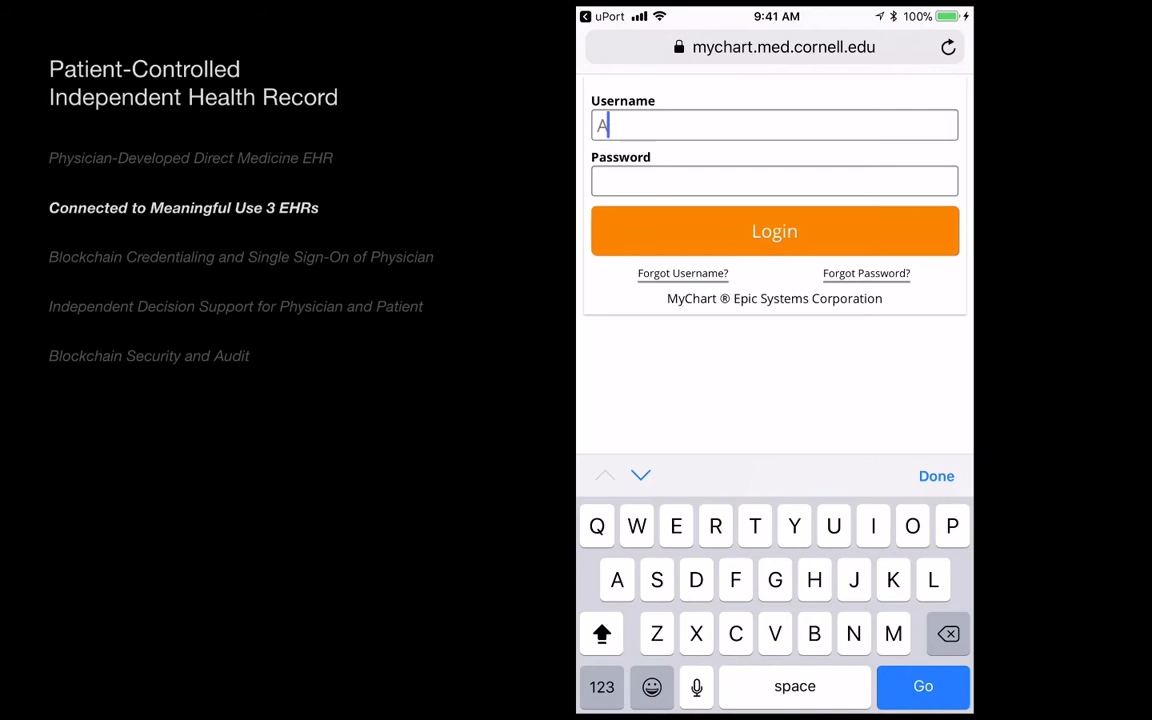 Patient-Controlled
Independent Health Record
Physician-Developed Direct Medicine EHR
Connected to Meaningful Use 3 EHRs
Blockchain Credentialing and Single Sign-On of Physician
Independent Decision Support for Physician and Patient
Blockchain Security and Audit
uPort 9:41 AM 100%
mychart.med.cornell.edu
Username
A
Password
Login
Forgot Username? Forgot Password?
MyChart ® Epic Systems Corporation
Done
Q W E R T Y U I O P
A S D F G H J K L
Z X C V B N M
123 space Go